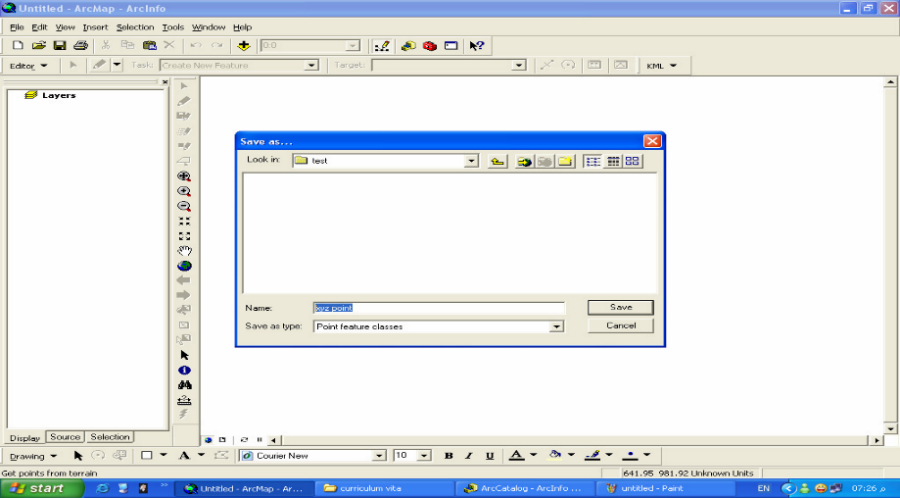 Untitled - ArcMap - ArcInfo
File Edit View Insert Selection Tools Window Help
0.0
Editor Task: Create New Feature Target: KML
Layers
Save as...
Look in: test
Name: xyz point
Save
Save as type: Point feature classes
Cancel
Display Source Selection
Drawing A Courier New 10 B I U A
Get points from terrain
641.95 981.92 Unknown Units
start
Untitled - ArcMap - Ar...
curriculum vita
ArcCatalog - ArcInfo ...
untitled - Paint
EN
07:26 م